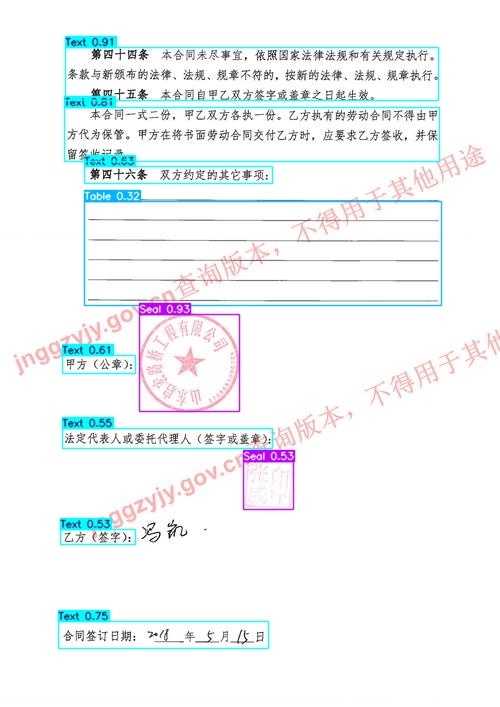 Text 0.91
第四十四条 本合同未尽事宜，依照国家法律法规和有关规定执行。
条款与新颁布的法律、法规、规章不符的，按新的法律、法规、规章执行。
第四十五条 本合同自甲乙双方签字或盖章之日起生效。
Text 0.81
本合同一式二份，甲乙双方各执一份。乙方执有的劳动合同不得由甲
方代为保管。甲方在将书面劳动合同交付乙方时，应要求乙方签收，并保
留签收记录
Text 0.63
第四十六条 双方约定的其它事项：
Table 0.32
jnggzyjy.gov.cn查询版本，不得用于其他用途
Seal 0.93
山东启宏路桥工程有限公司
Text 0.61
甲方（公章）：
Text 0.55
法定代表人或委托代理人（签字或盖章）：
Seal 0.53
张印
jnggzyjy.gov.cn查询版本，不得用于其他用途
Text 0.53
乙方（签字）：冯凯
Text 0.75
合同签订日期：2018年5月15日